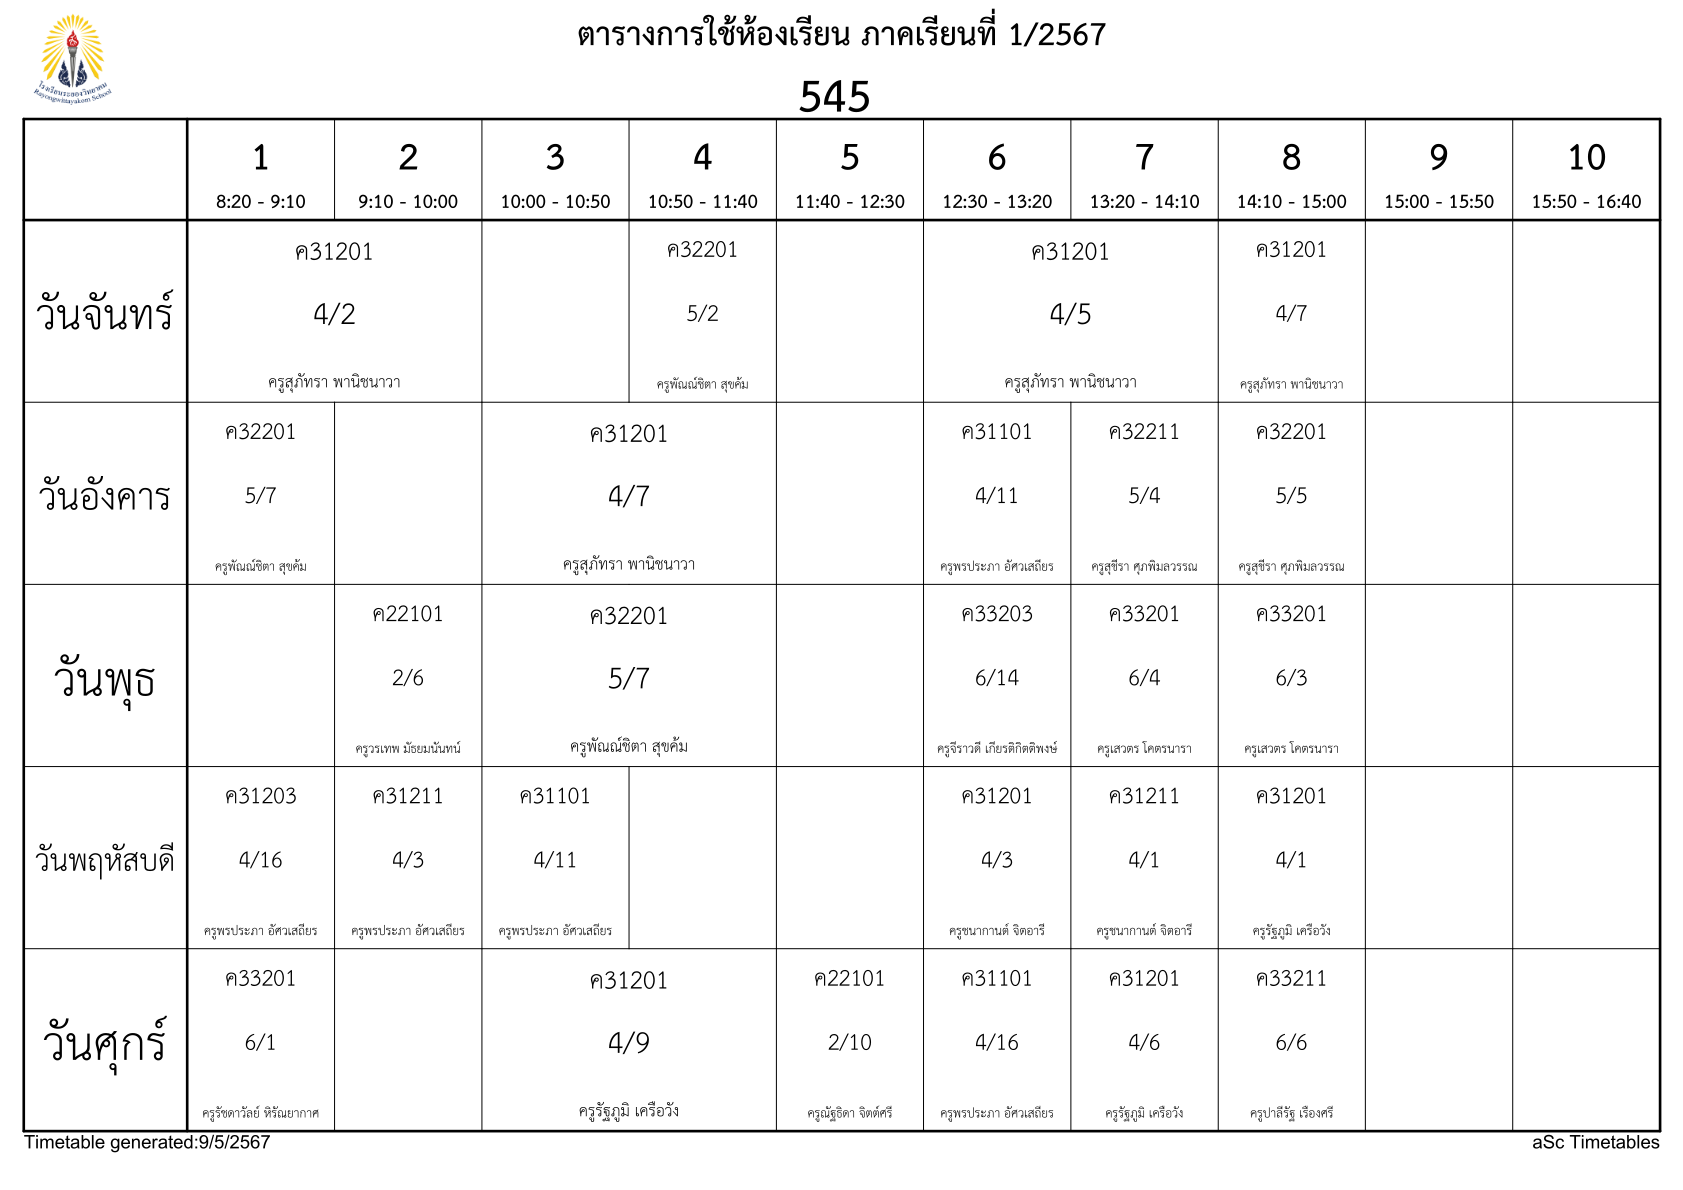 ตารางการใช้ห้องเรียน ภาคเรียนที่ 1/2567
โรงเรียนระยองวิทยาคม
Rayongwittayakom School
545
1 2 3 4 5 6 7 8 9 10
8:20 - 9:10 9:10 - 10:00 10:00 - 10:50 10:50 - 11:40 11:40 - 12:30 12:30 - 13:20 13:20 - 14:10 14:10 - 15:00 15:00 - 15:50 15:50 - 16:40
วันจันทร์
ค31201 ค32201 ค31201 ค31201
4/2 5/2 4/5 4/7
ครูสุภัทรา พานิชนาวา ครูพัณณ์ชิตา สุขค้ม ครูสุภัทรา พานิชนาวา ครูสุภัทรา พานิชนาวา
วันอังคาร
ค32201 ค31201 ค31101 ค32211 ค32201
5/7 4/7 4/11 5/4 5/5
ครูพัณณ์ชิตา สุขค้ม ครูสุภัทรา พานิชนาวา ครูพรประภา อัศวเสถียร ครูสุชีรา ศุภพิมลวรรณ ครูสุชีรา ศุภพิมลวรรณ
วันพุธ
ค22101 ค32201 ค33203 ค33201 ค33201
2/6 5/7 6/14 6/4 6/3
ครูวรเทพ มัธยมนันทน์ ครูพัณณ์ชิตา สุขค้ม ครูจีราวดี เกียรติกิตติพงษ์ ครูเสวตร โคตรนารา ครูเสวตร โคตรนารา
วันพฤหัสบดี
ค31203 ค31211 ค31101 ค31201 ค31211 ค31201
4/16 4/3 4/11 4/3 4/1 4/1
ครูพรประภา อัศวเสถียร ครูพรประภา อัศวเสถียร ครูพรประภา อัศวเสถียร ครูชนากานต์ จิตอารี ครูชนากานต์ จิตอารี ครูรัฐภูมิ เครือวัง
วันศุกร์
ค33201 ค31201 ค22101 ค31101 ค31201 ค33211
6/1 4/9 2/10 4/16 4/6 6/6
ครูรัชดาวัลย์ หิรัณยากาศ ครูรัฐภูมิ เครือวัง ครูณัฐธิดา จิตต์ศรี ครูพรประภา อัศวเสถียร ครูรัฐภูมิ เครือวัง ครูปาลีรัฐ เรืองศรี
Timetable generated:9/5/2567 aSc Timetables